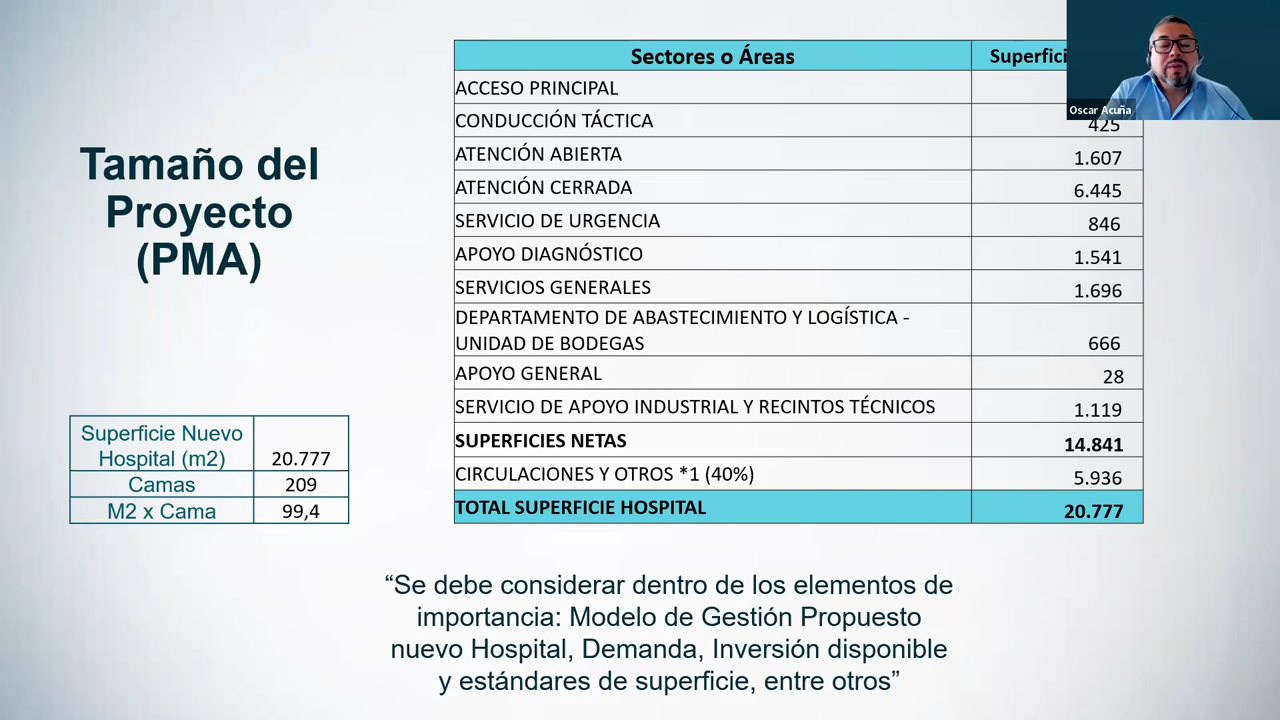 Tamaño del
Proyecto
(PMA)
Superficie Nuevo
Hospital (m2) 20.777
Camas 209
M2 x Cama 99,4
Sectores o Áreas
ACCESO PRINCIPAL
CONDUCCIÓN TÁCTICA 425
ATENCIÓN ABIERTA 1.607
ATENCIÓN CERRADA 6.445
SERVICIO DE URGENCIA 846
APOYO DIAGNÓSTICO 1.541
SERVICIOS GENERALES 1.696
DEPARTAMENTO DE ABASTECIMIENTO Y LOGÍSTICA -
UNIDAD DE BODEGAS 666
APOYO GENERAL 28
SERVICIO DE APOYO INDUSTRIAL Y RECINTOS TÉCNICOS 1.119
SUPERFICIES NETAS 14.841
CIRCULACIONES Y OTROS *1 (40%) 5.936
TOTAL SUPERFICIE HOSPITAL 20.777
Oscar Acuña
“Se debe considerar dentro de los elementos de
importancia: Modelo de Gestión Propuesto
nuevo Hospital, Demanda, Inversión disponible
y estándares de superficie, entre otros”